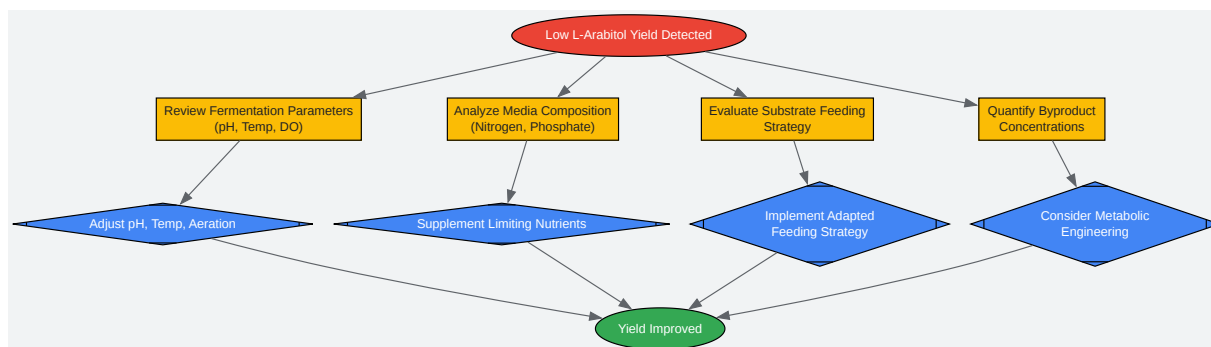 Low L-Arabitol Yield Detected
Review Fermentation Parameters
(pH, Temp, DO)
Analyze Media Composition
(Nitrogen, Phosphate)
Evaluate Substrate Feeding
Strategy
Quantify Byproduct
Concentrations
Adjust pH, Temp, Aeration
Supplement Limiting Nutrients
Implement Adapted
Feeding Strategy
Consider Metabolic
Engineering
Yield Improved